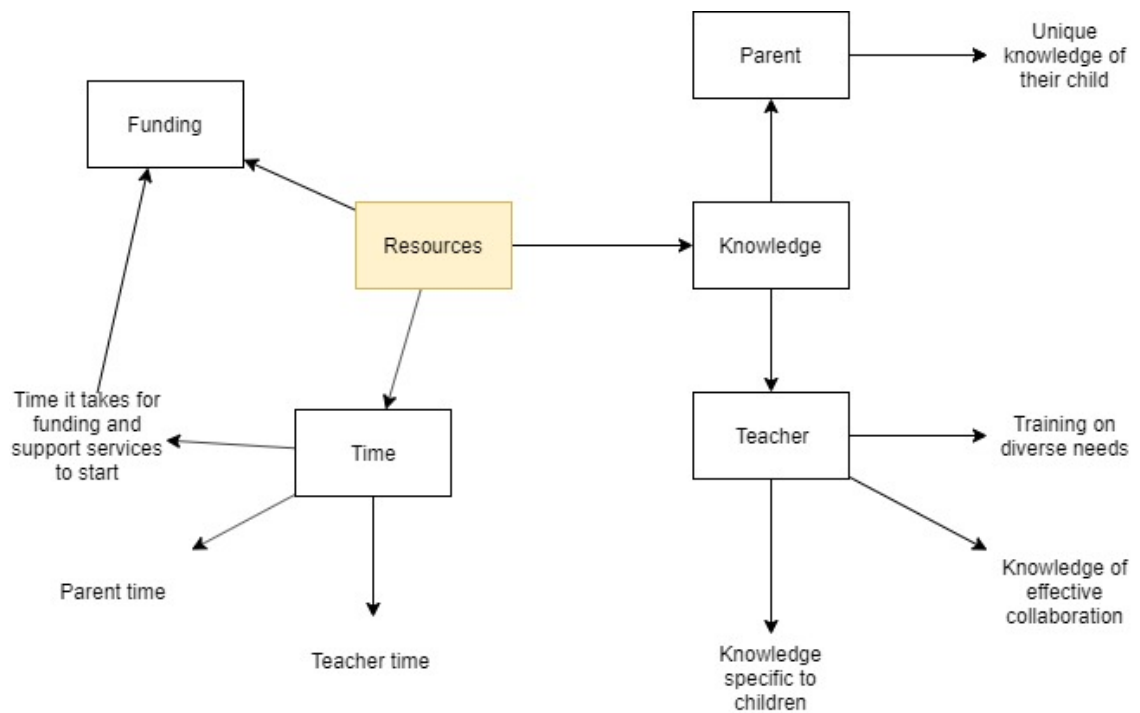 Parent
Unique
knowledge of
their child
Funding
Resources
Knowledge
Time it takes for
funding and
support services
to start
Time
Teacher
Training on
diverse needs
Parent time
Knowledge of
effective
collaboration
Teacher time
Knowledge
specific to
children